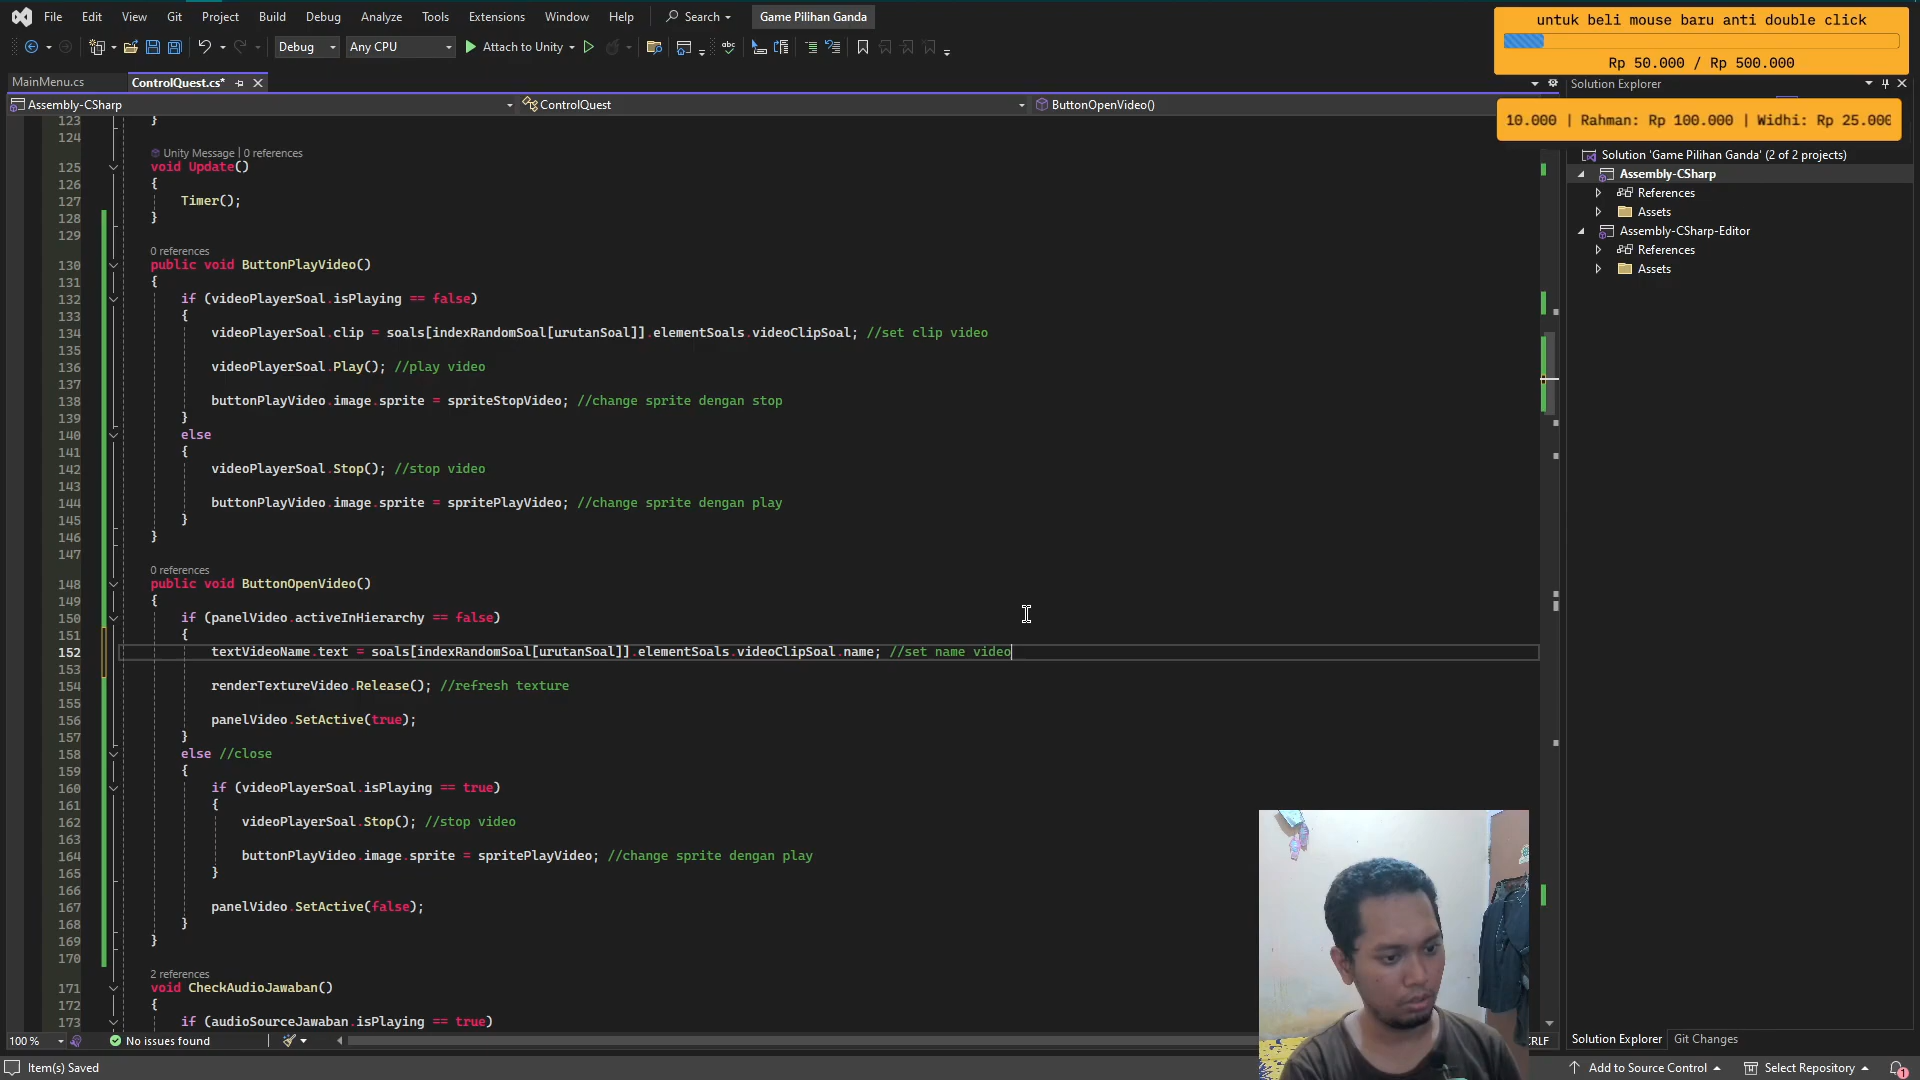 File Edit View Git Project Build Debug Analyze Tools Extensions Window Help Search Game Pilihan Ganda
untuk beli mouse baru anti double click
Rp 50.000 / Rp 500.000
Debug Any CPU Attach to Unity
MainMenu.cs ControlQuest.cs*
Solution Explorer
Assembly-CSharp ControlQuest ButtonOpenVideo()
10.000 | Rahman: Rp 100.000 | Widhi: Rp 25.000
123 }
124
Unity Message | 0 references
125 void Update()
126 {
127 Timer();
128 }
129
0 references
130 public void ButtonPlayVideo()
131 {
132 if (videoPlayerSoal.isPlaying == false)
133 {
134 videoPlayerSoal.clip = soals[indexRandomSoal[urutanSoal]].elementSoals.videoClipSoal; //set clip video
135
136 videoPlayerSoal.Play(); //play video
137
138 buttonPlayVideo.image.sprite = spriteStopVideo; //change sprite dengan stop
139 }
140 else
141 {
142 videoPlayerSoal.Stop(); //stop video
143
144 buttonPlayVideo.image.sprite = spritePlayVideo; //change sprite dengan play
145 }
146 }
147
0 references
148 public void ButtonOpenVideo()
149 {
150 if (panelVideo.activeInHierarchy == false)
151 {
152 textVideoName.text = soals[indexRandomSoal[urutanSoal]].elementSoals.videoClipSoal.name; //set name video
153
154 renderTextureVideo.Release(); //refresh texture
155
156 panelVideo.SetActive(true);
157 }
158 else //close
159 {
160 if (videoPlayerSoal.isPlaying == true)
161 {
162 videoPlayerSoal.Stop(); //stop video
163
164 buttonPlayVideo.image.sprite = spritePlayVideo; //change sprite dengan play
165 }
166
167 panelVideo.SetActive(false);
168 }
169 }
170
2 references
171 void CheckAudioJawaban()
172 {
173 if (audioSourceJawaban.isPlaying == true)
Solution 'Game Pilihan Ganda' (2 of 2 projects)
Assembly-CSharp
References
Assets
Assembly-CSharp-Editor
References
Assets
100 % No issues found
CRLF
Solution Explorer Git Changes
Item(s) Saved
Add to Source Control Select Repository 1